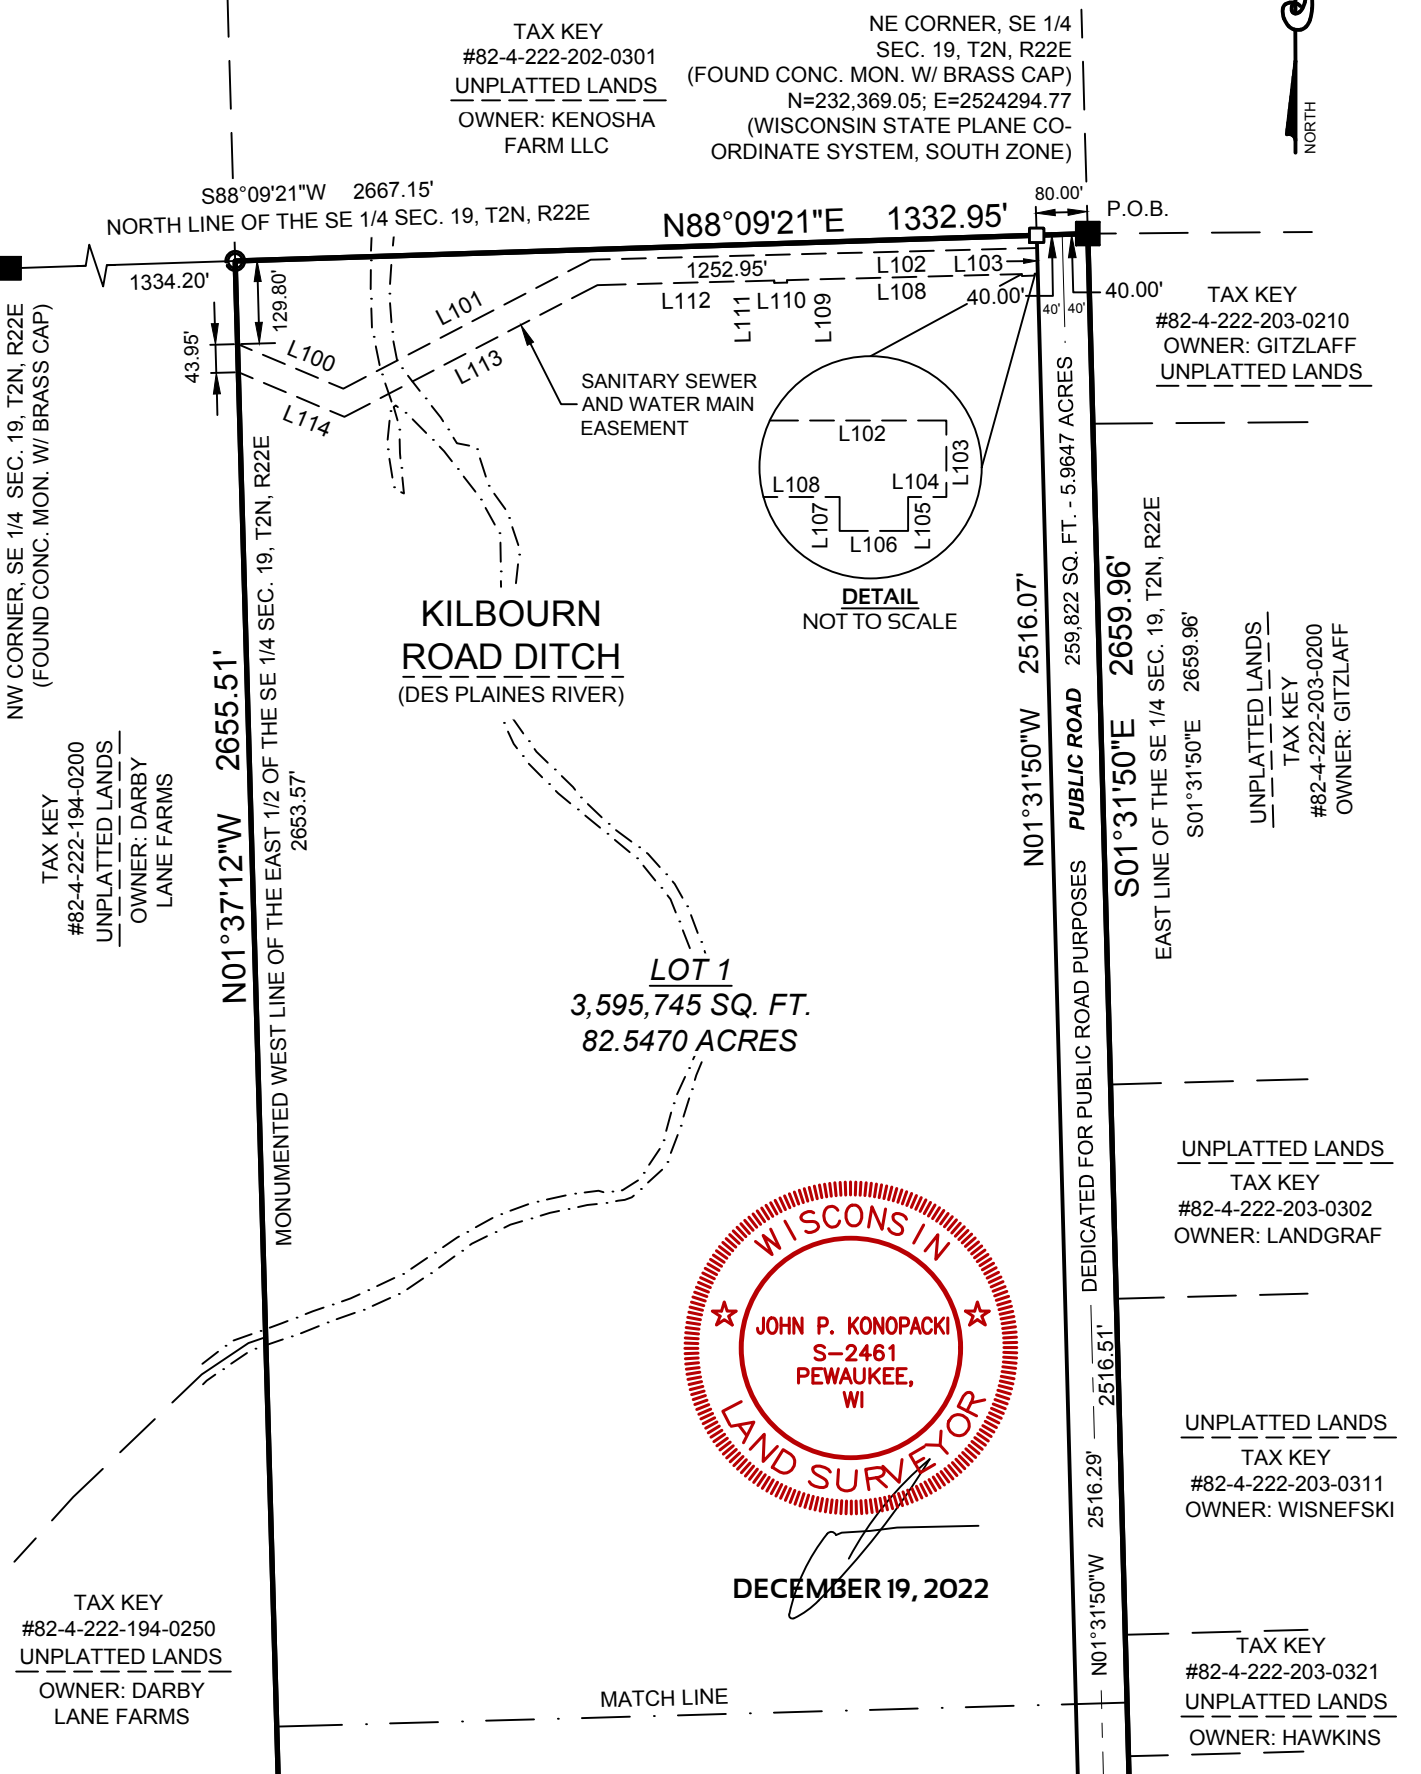 TAX KEY
#82-4-222-202-0301
UNPLATTED LANDS
OWNER: KENOSHA
FARM LLC
NE CORNER, SE 1/4
SEC. 19, T2N, R22E
(FOUND CONC. MON. W/ BRASS CAP)
N=232,369.05; E=2524294.77
(WISCONSIN STATE PLANE CO-
ORDINATE SYSTEM, SOUTH ZONE)
NORTH
S88°09'21"W 2667.15'
NORTH LINE OF THE SE 1/4 SEC. 19, T2N, R22E
N88°09'21"E 1332.95'
80.00'
P.O.B.
1334.20'
129.80'
43.95'
L100
L101
L113
L114
1252.95'
L102
L103
L112
L111
L110
L109
L108
40.00'
40'
40'
40.00'
SANITARY SEWER
AND WATER MAIN
EASEMENT
L102
L103
L108
L104
L107
L105
L106
DETAIL
NOT TO SCALE
TAX KEY
#82-4-222-203-0210
OWNER: GITZLAFF
UNPLATTED LANDS
NW CORNER, SE 1/4 SEC. 19, T2N, R22E
(FOUND CONC. MON. W/ BRASS CAP)
KILBOURN
ROAD DITCH
(DES PLAINES RIVER)
TAX KEY
#82-4-222-194-0200
UNPLATTED LANDS
OWNER: DARBY
LANE FARMS
N01°37'12"W 2655.51'
MONUMENTED WEST LINE OF THE EAST 1/2 OF THE SE 1/4 SEC. 19, T2N, R22E
2653.57'
LOT 1
3,595,745 SQ. FT.
82.5470 ACRES
N01°31'50"W 2516.07'
DEDICATED FOR PUBLIC ROAD PURPOSES PUBLIC ROAD 259,822 SQ. FT. - 5.9647 ACRES
S01°31'50"E 2659.96'
EAST LINE OF THE SE 1/4 SEC. 19, T2N, R22E
S01°31'50"E 2659.96'
UNPLATTED LANDS
TAX KEY
#82-4-222-203-0200
OWNER: GITZLAFF
UNPLATTED LANDS
TAX KEY
#82-4-222-203-0302
OWNER: LANDGRAF
WISCONSIN
JOHN P. KONOPACKI
S-2461
PEWAUKEE,
WI
LAND SURVEYOR
DECEMBER 19, 2022
2516.51'
N01°31'50"W 2516.29'
UNPLATTED LANDS
TAX KEY
#82-4-222-203-0311
OWNER: WISNEFSKI
TAX KEY
#82-4-222-194-0250
UNPLATTED LANDS
OWNER: DARBY
LANE FARMS
MATCH LINE
TAX KEY
#82-4-222-203-0321
UNPLATTED LANDS
OWNER: HAWKINS